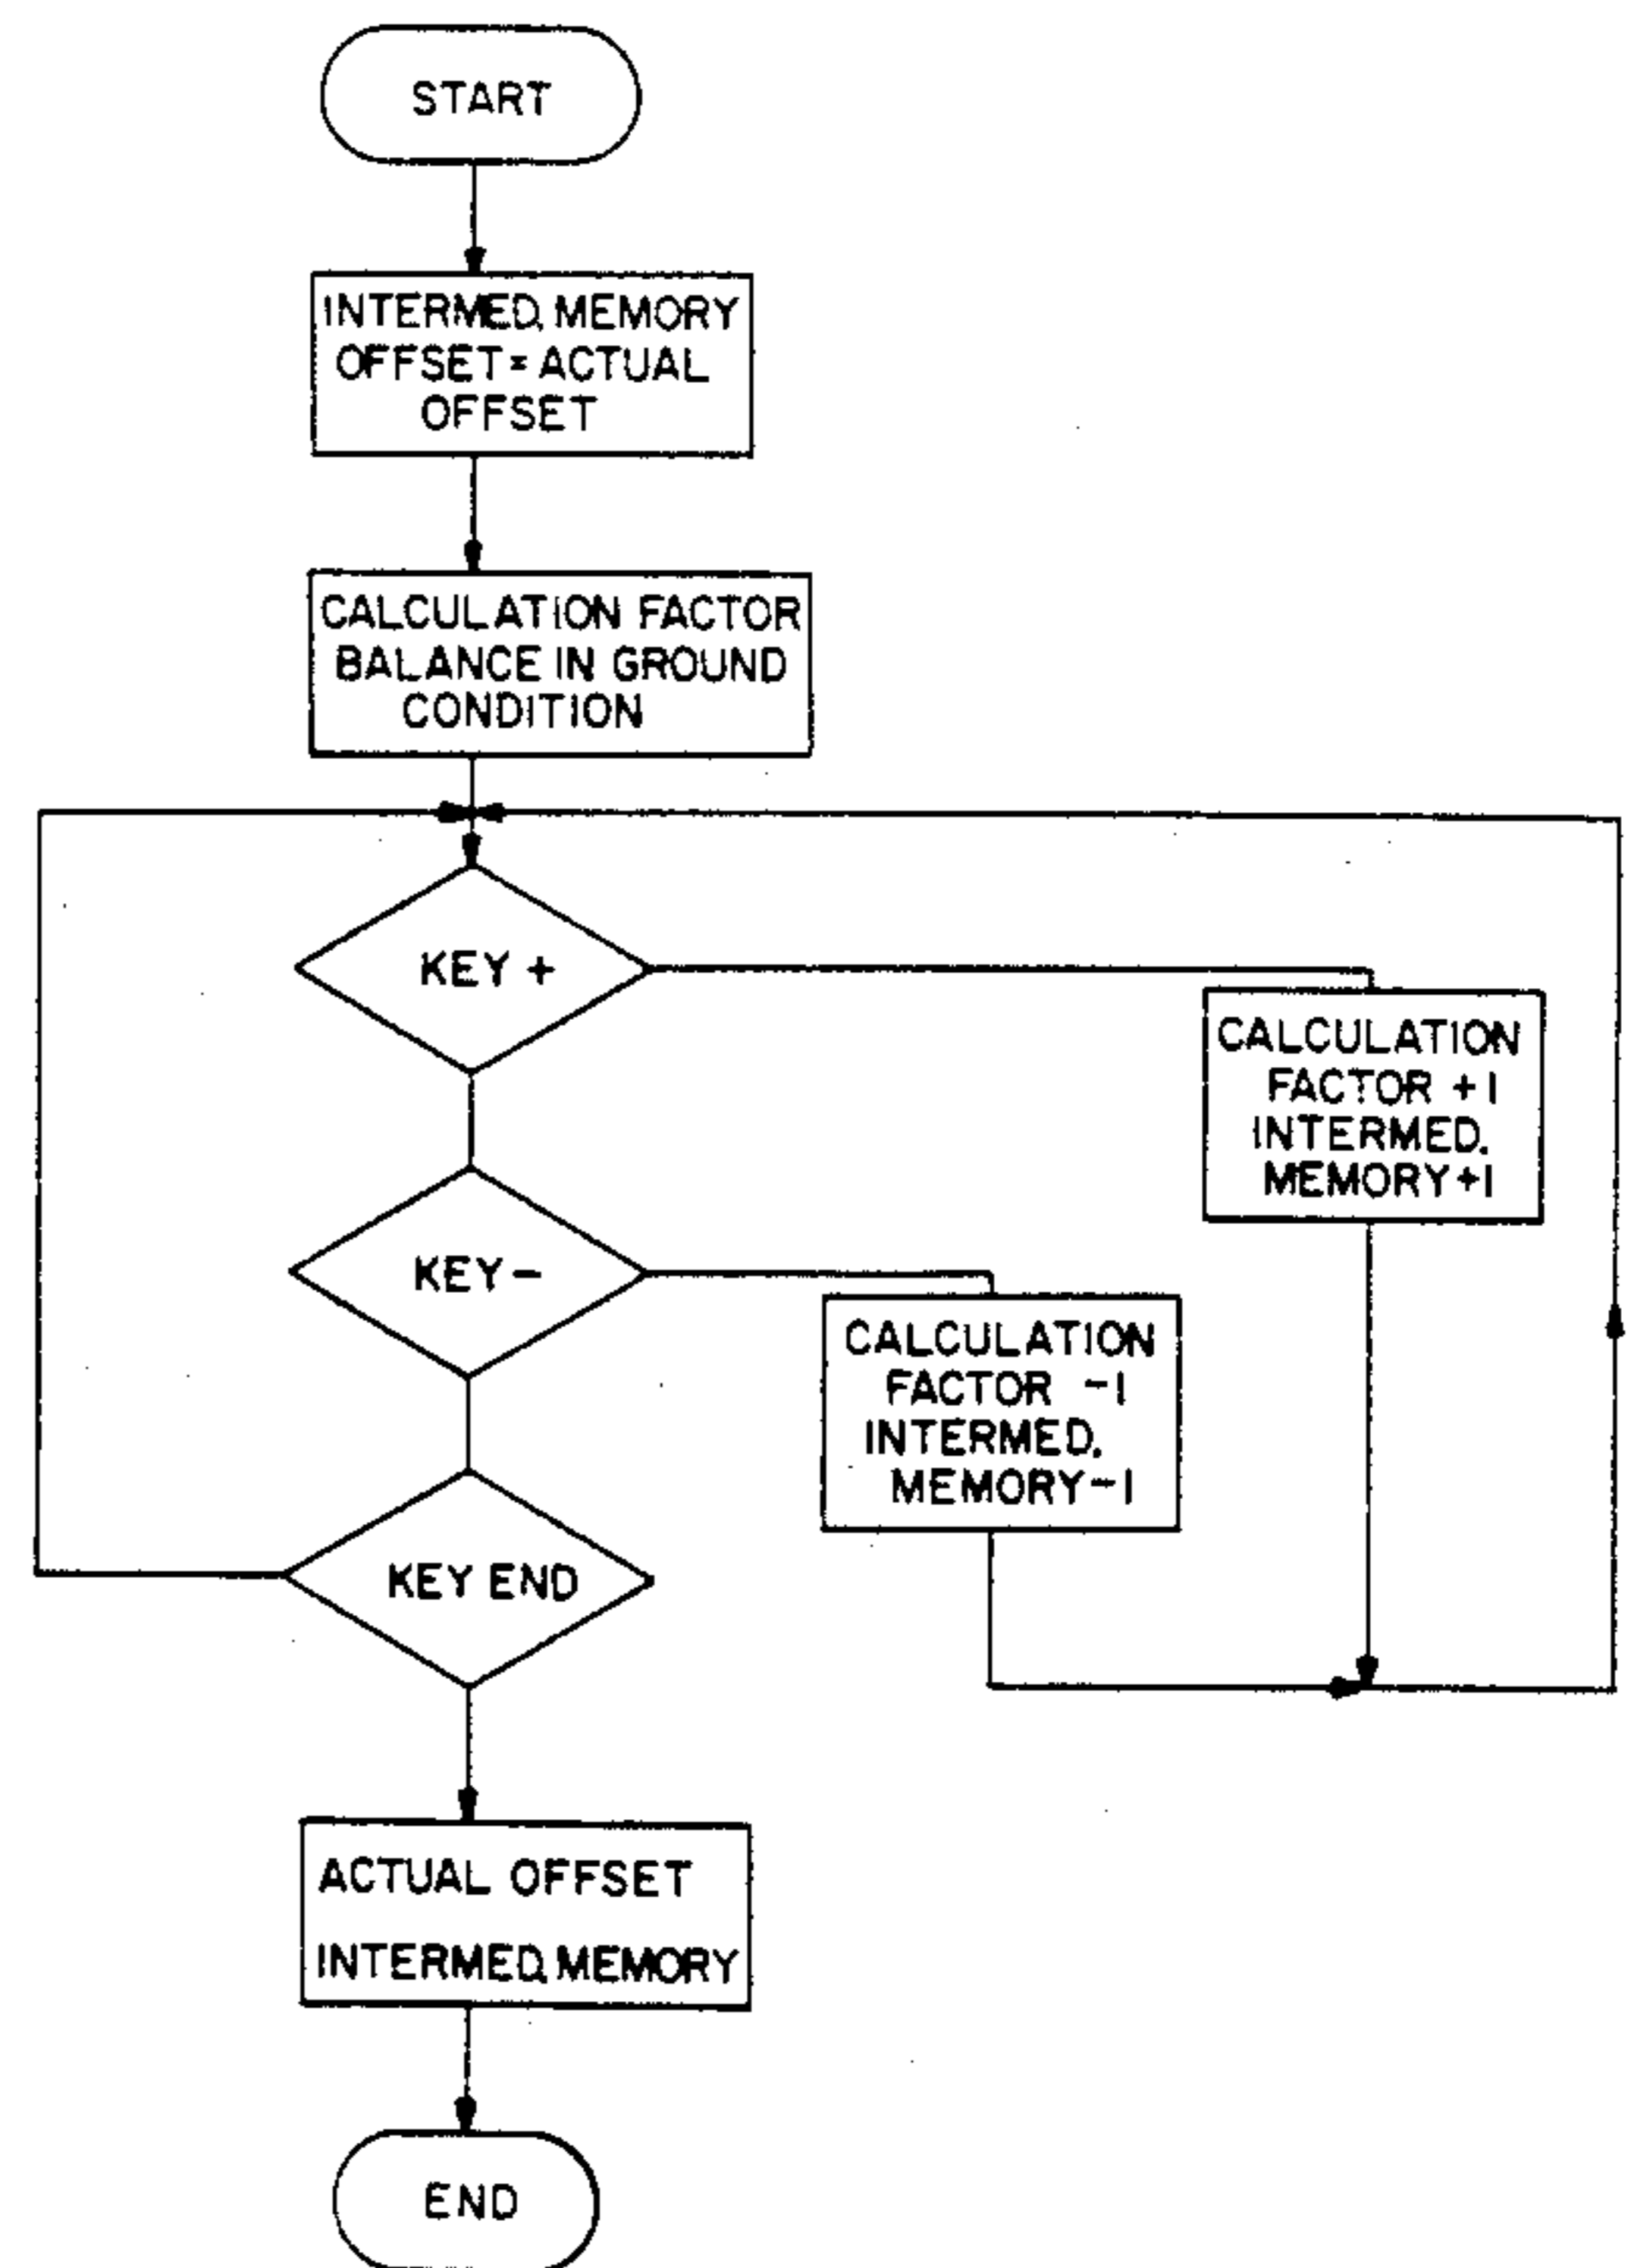 START
INTERMED. MEMORY
OFFSET = ACTUAL
OFFSET
CALCULATION FACTOR
BALANCE IN GROUND
CONDITION
KEY +
CALCULATION
FACTOR +1
INTERMED.
MEMORY+1
KEY -
CALCULATION
FACTOR -1
INTERMED.
MEMORY-1
KEY END
ACTUAL OFFSET
INTERMED. MEMORY
END